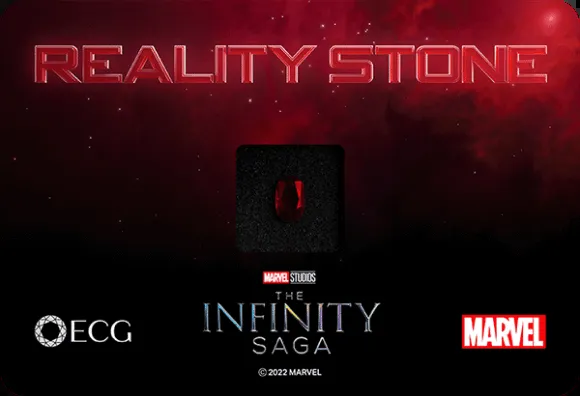 REALITY STONE
MARVEL STUDIOS
THE
INFINITY
SAGA
ECG
MARVEL
© 2022 MARVEL